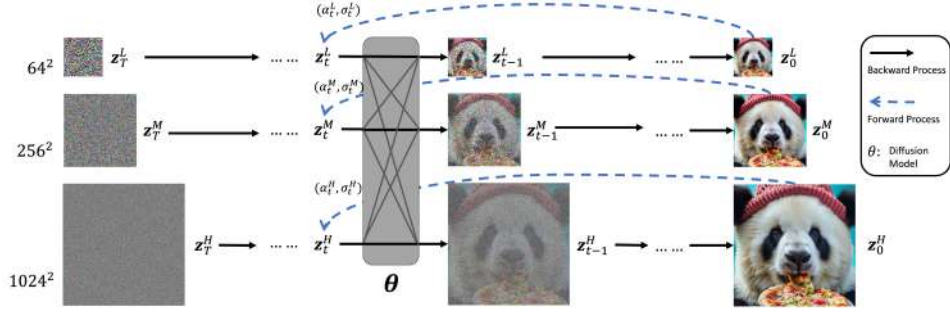 (α_t^L, σ_t^L)
64² z_T^L … … z_t^L z_{t-1}^L … … z_0^L
(α_t^M, σ_t^M)
256² z_T^M … … z_t^M z_{t-1}^M … … z_0^M
(α_t^H, σ_t^H)
1024² z_T^H … … z_t^H z_{t-1}^H … … z_0^H
θ
Backward Process
Forward Process
θ: Diffusion
Model